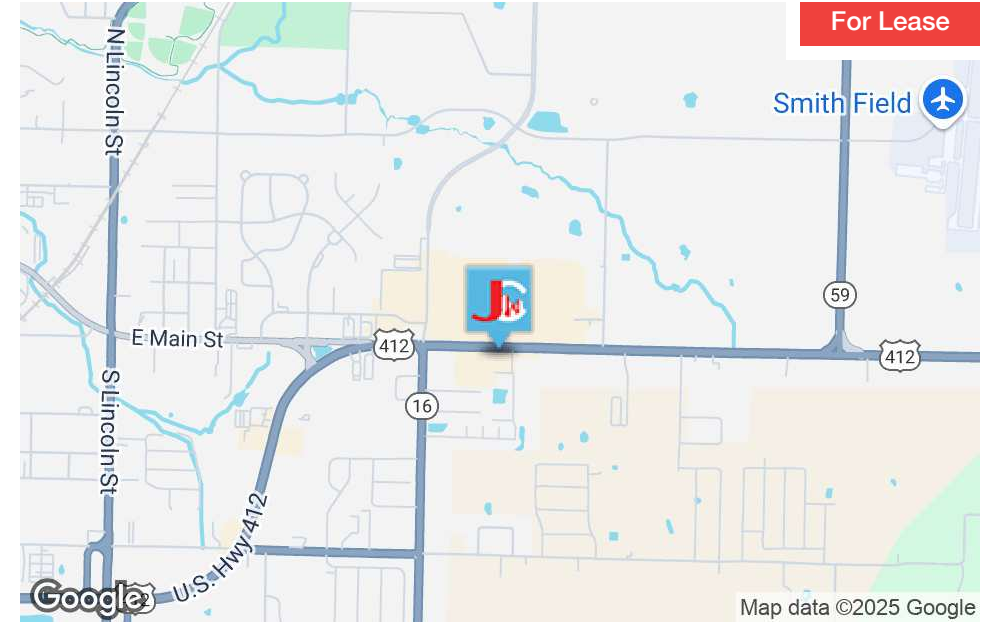 For Lease
N Lincoln St
Smith Field
59
E Main St
412
412
16
S Lincoln St
U.S. Hwy 412
Google
Map data ©2025 Google